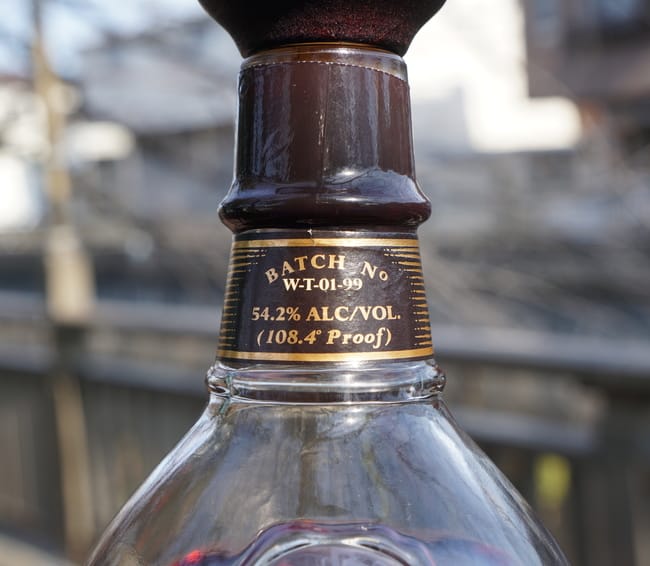 BATCH No
W-T-01-99
54.2% ALC/VOL.
(108.4° Proof)